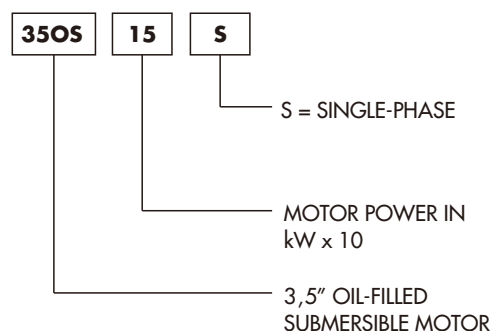 35OS 15 S
S = SINGLE-PHASE
MOTOR POWER IN
kW x 10
3,5" OIL-FILLED
SUBMERSIBLE MOTOR